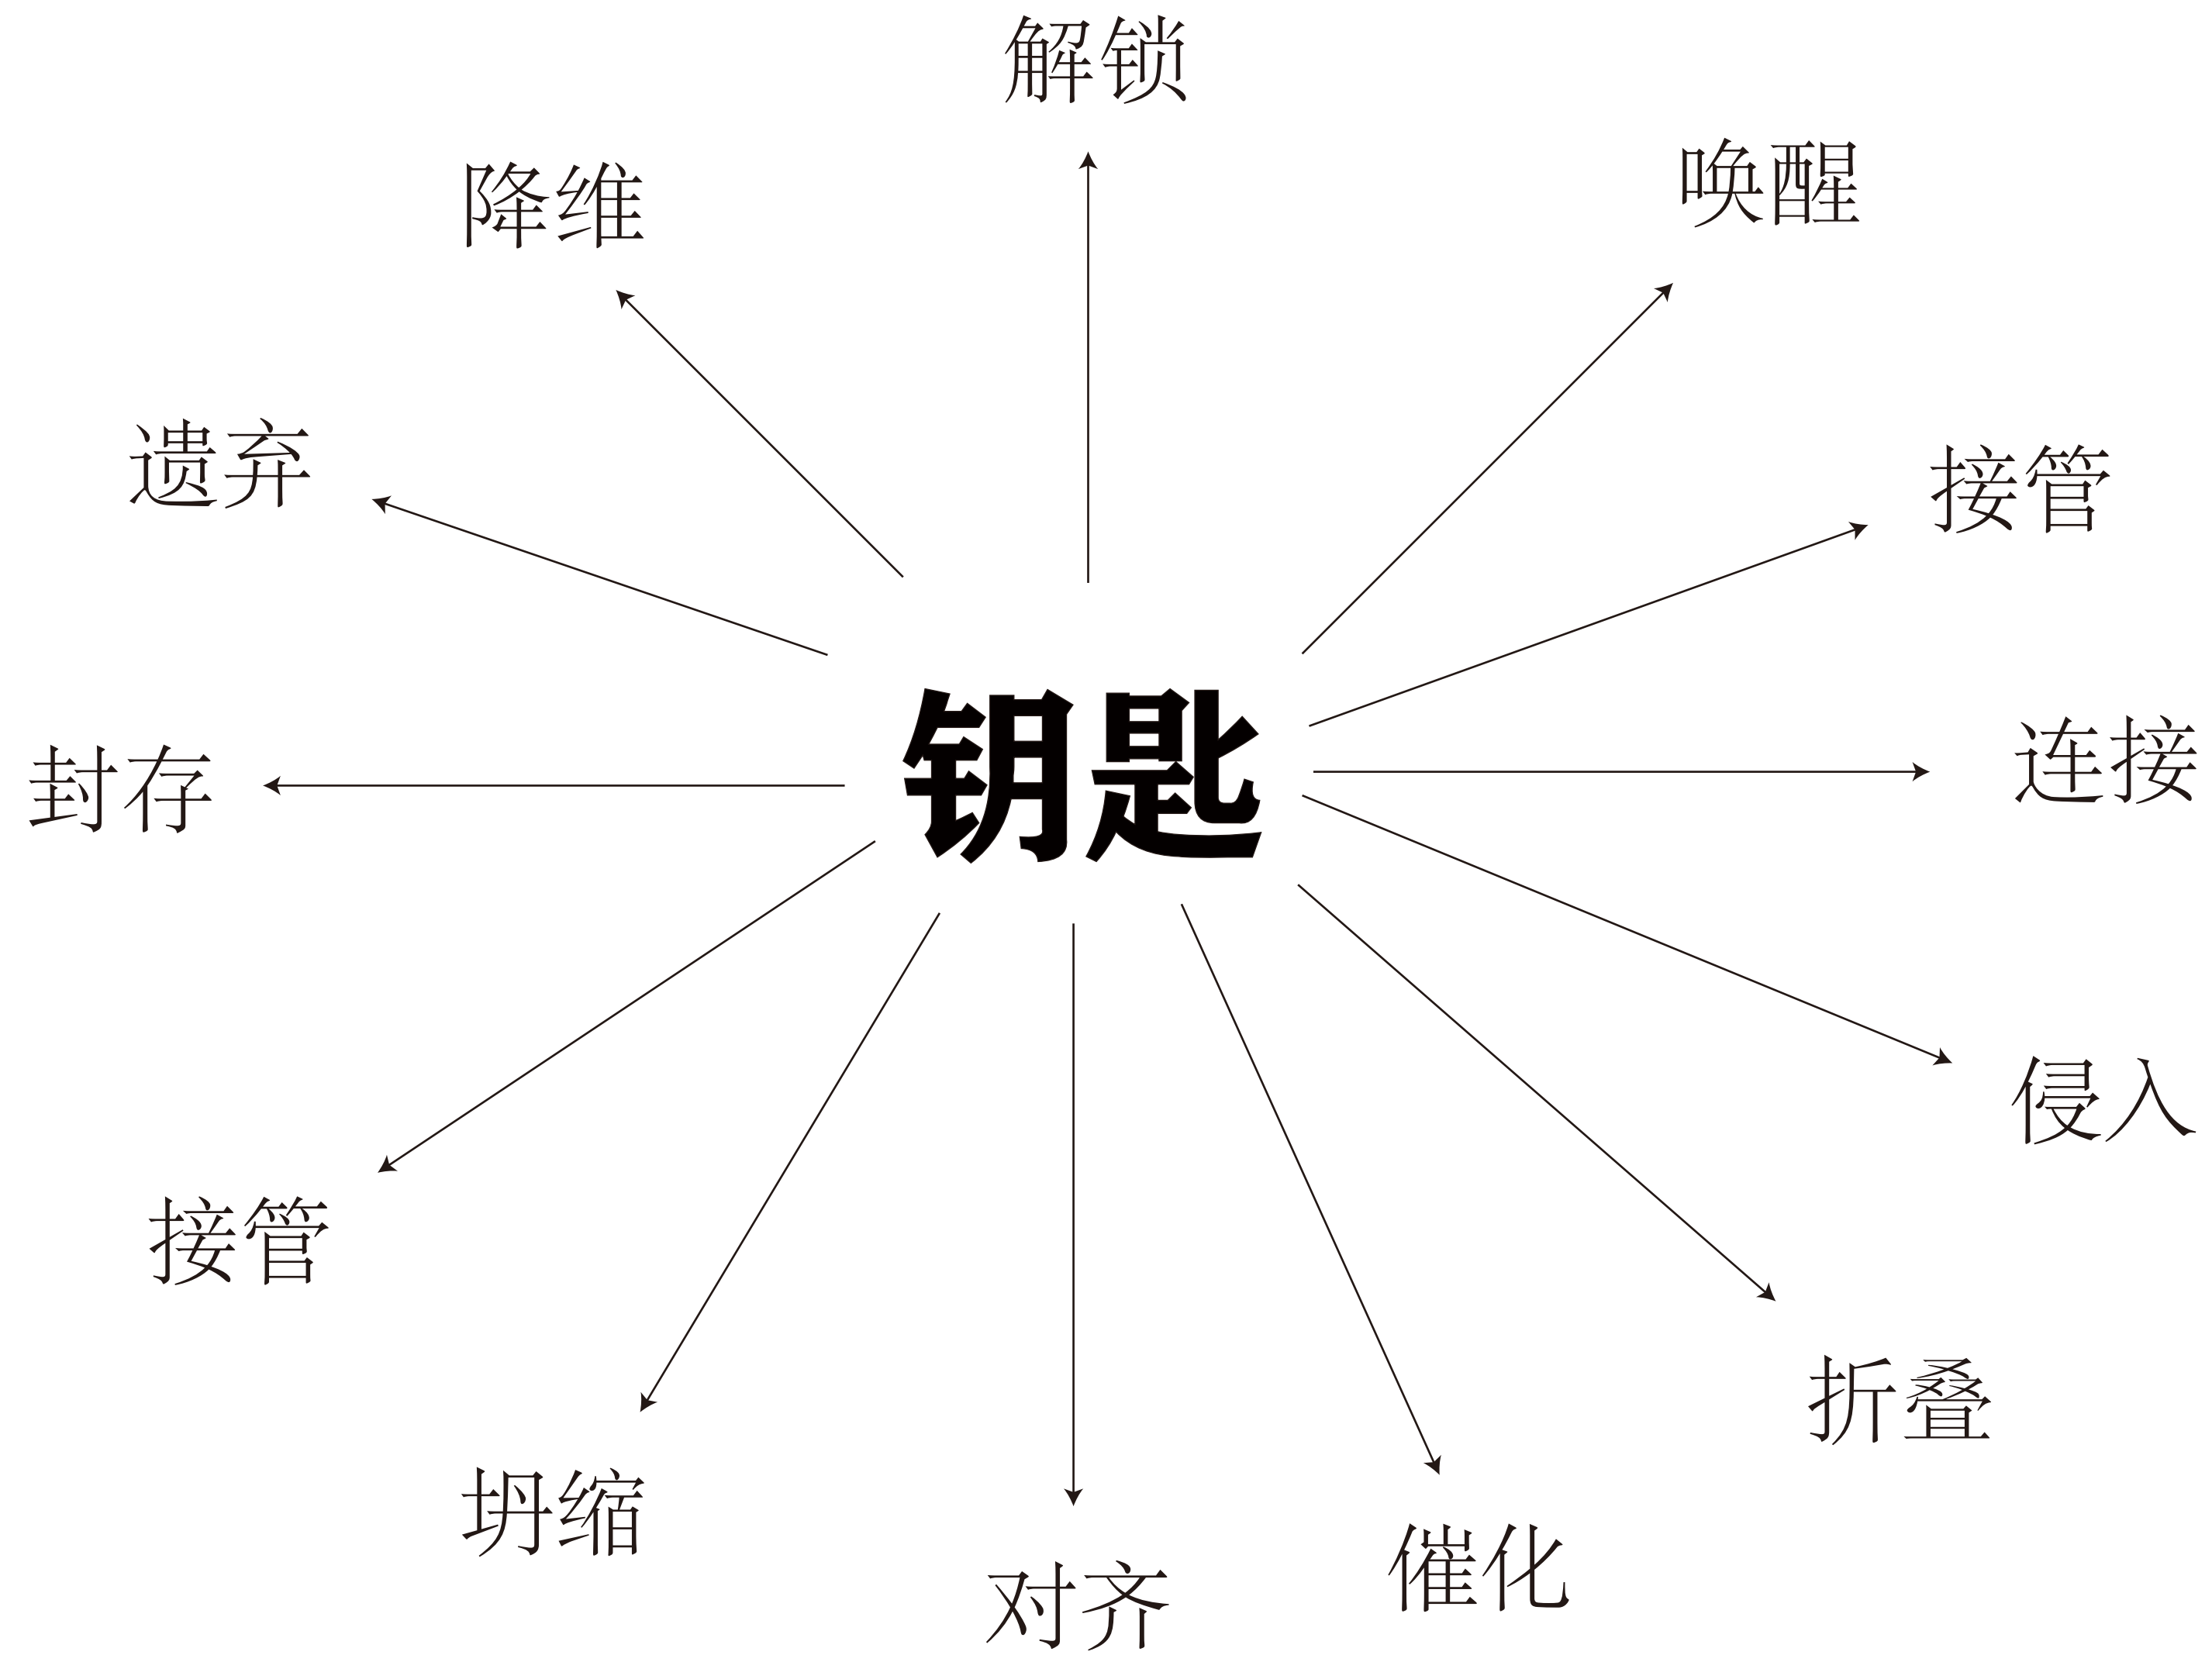 解锁
降维
唤醒
遗弃
接管
钥匙
封存
连接
侵入
接管
折叠
坍缩
对齐
催化